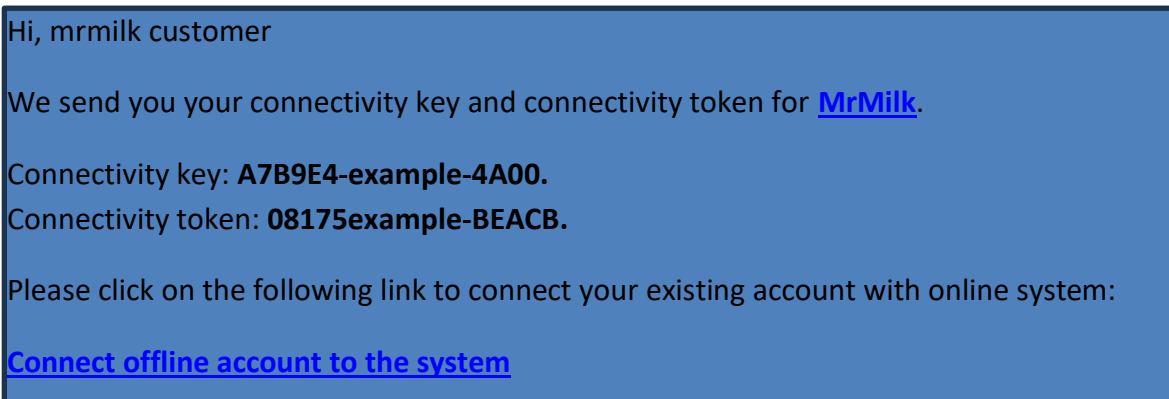 Hi, mrmilk customer
We send you your connectivity key and connectivity token for MrMilk.
Connectivity key: A7B9E4-example-4A00.
Connectivity token: 08175example-BEACB.
Please click on the following link to connect your existing account with online system:
Connect offline account to the system